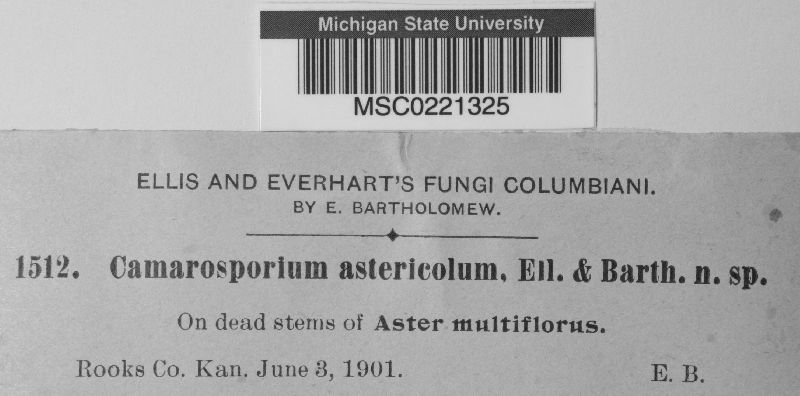 Michigan State University
MSC0221325
ELLIS AND EVERHART'S FUNGI COLUMBIANI.
BY E. BARTHOLOMEW.
1512. Camarosporium astericolum, Ell. & Barth. n. sp.
On dead stems of Aster multiflorus.
Rooks Co. Kan. June 3, 1901. E. B.